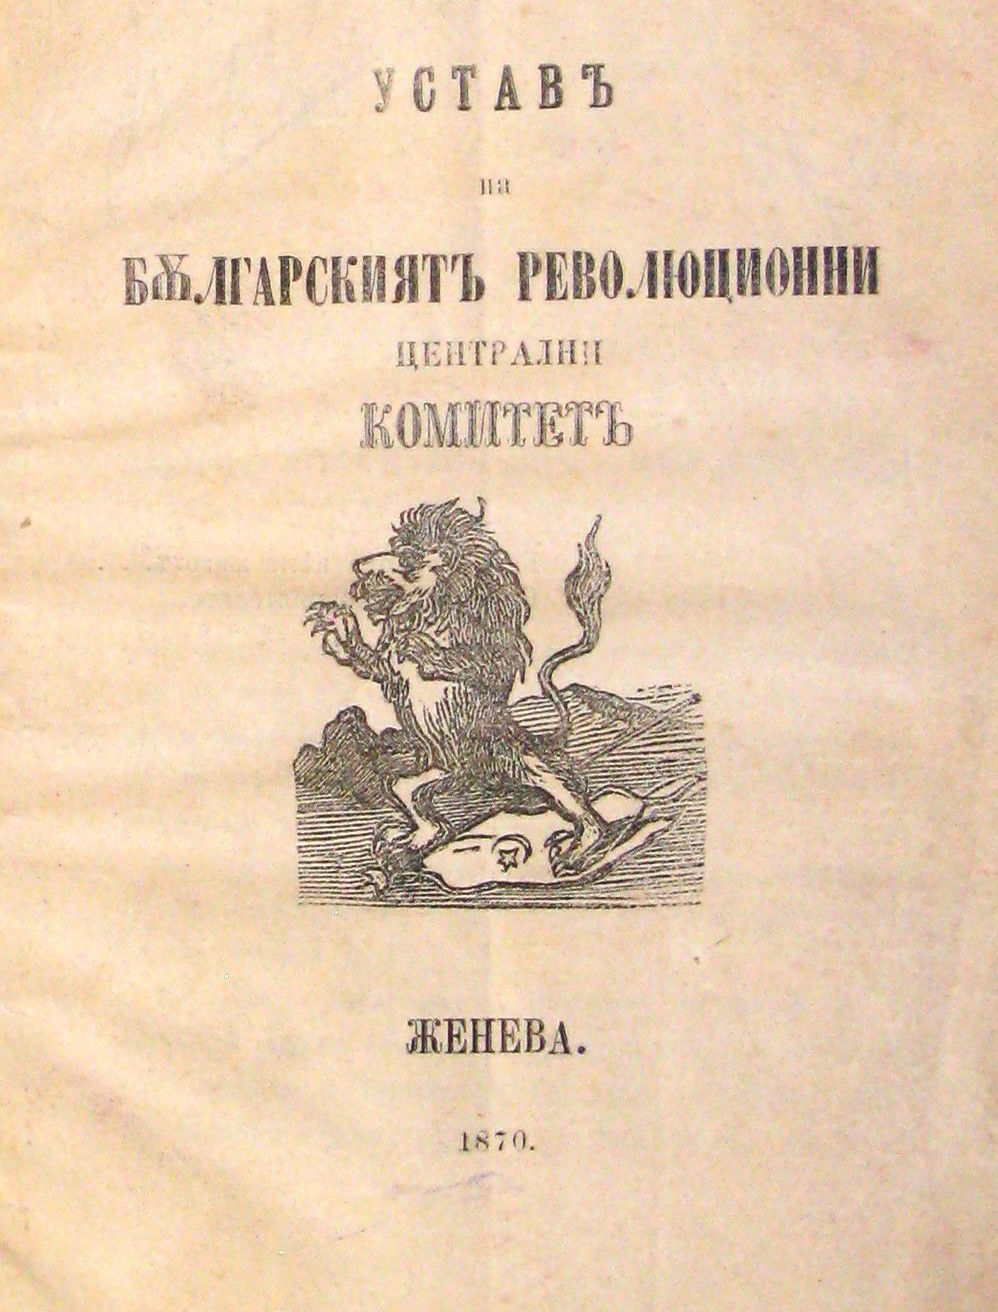 УСТАВЪ
на
БѪЛГАРСКИЯТЪ РЕВОЛЮЦИОННИ
ЦЕНТРАЛНИ
КОМИТЕТЪ
ЖЕНЕВА.
1870.